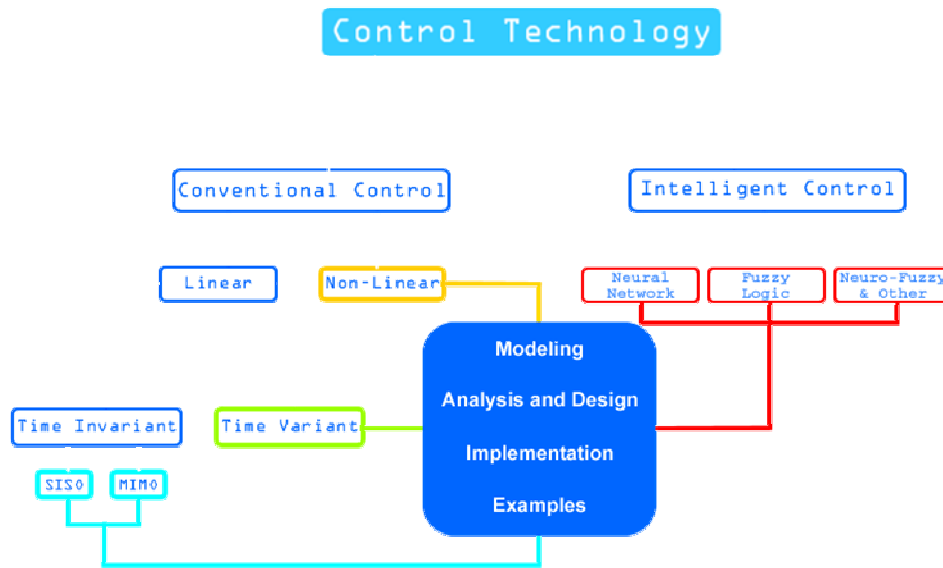 Control Technology
Conventional Control
Intelligent Control
Linear
Non-Linear
Neural
Network
Fuzzy
Logic
Neuro-Fuzzy
& Other
Modeling
Analysis and Design
Implementation
Examples
Time Invariant
Time Variant
SISO
MIMO